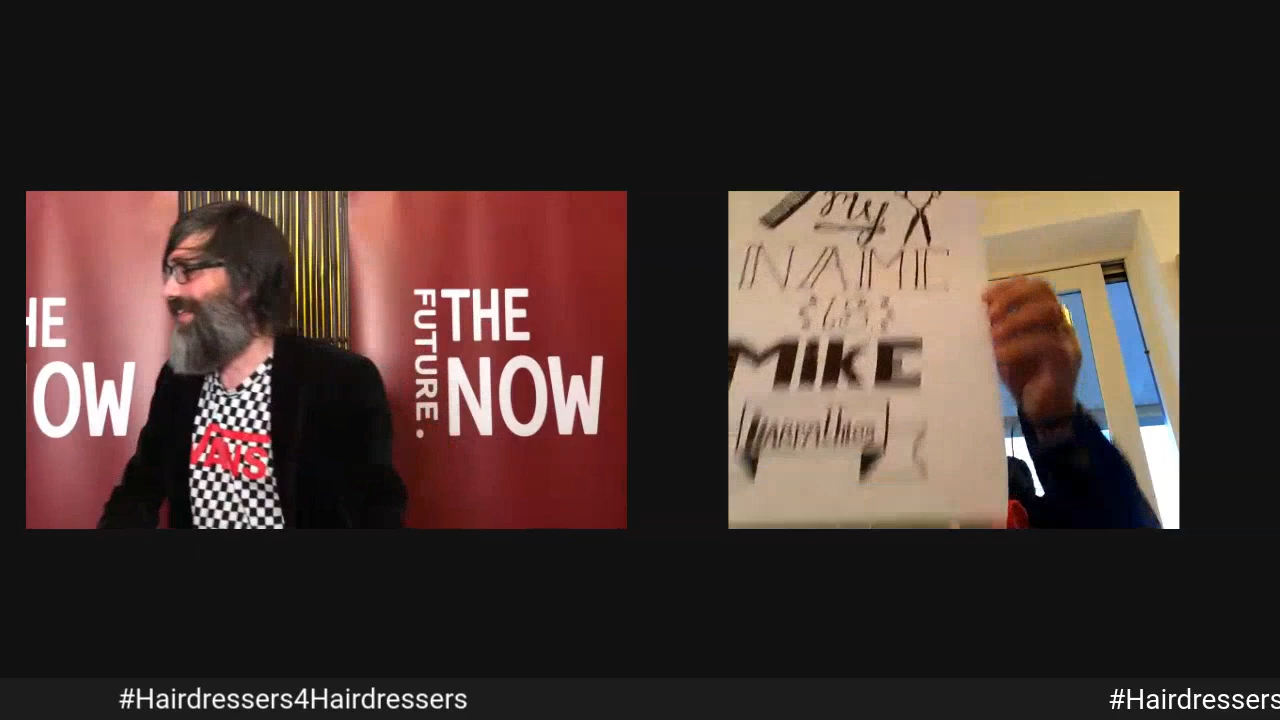 HE
OW
FUTURE.
THE
NOW
VANS
my
NAME
MIKE
#Hairdressers4Hairdressers
#Hairdressers